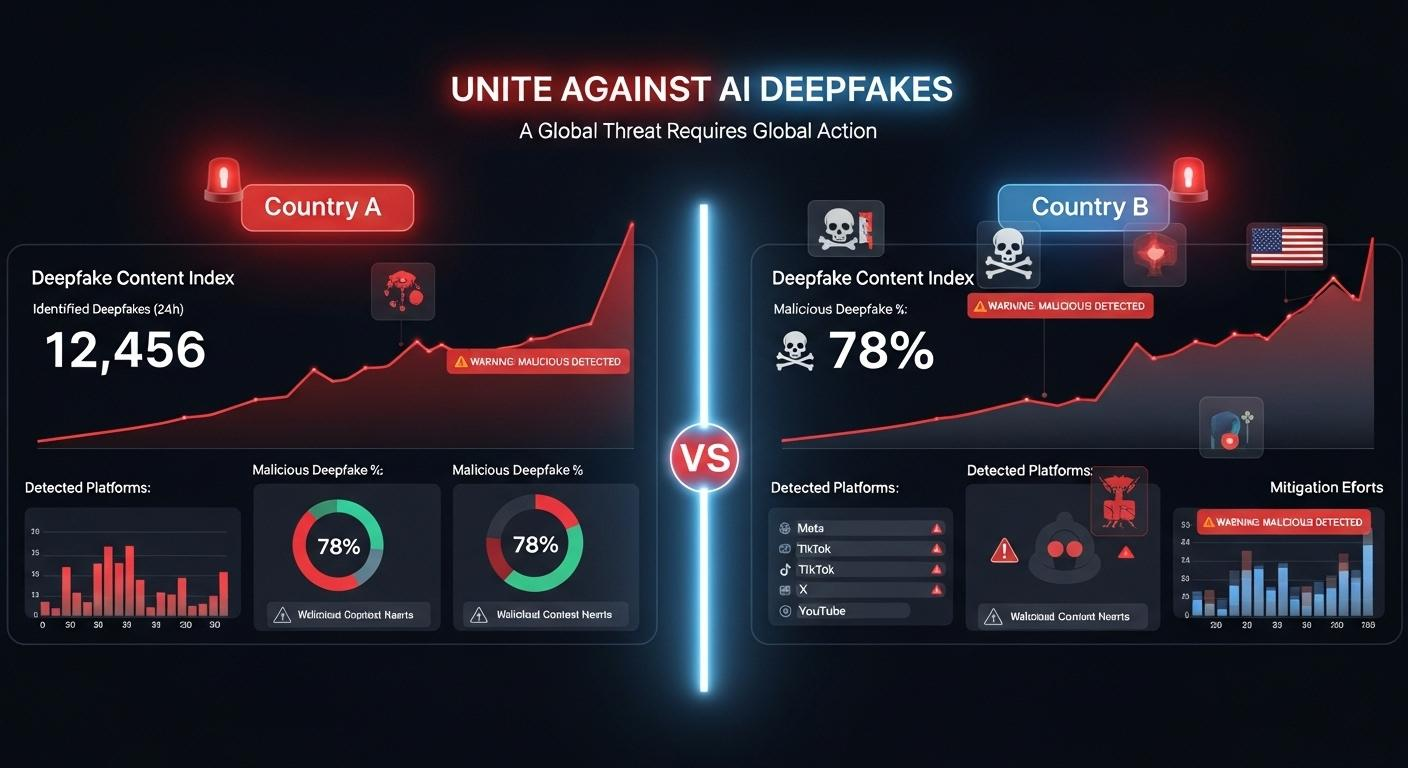 UNITE AGAINST AI DEEPFAKES
A Global Threat Requires Global Action
Country A
Deepfake Content Index
Identified Deepfakes (24h)
12,456
WARNING: MALICIOUS DETECTED
Detected Platforms:
Malicious Deepfake %:
78%
Malicious Deepfake %
78%
VS
Country B
Deepfake Content Index
WARNING: MALICIOUS DETECTED
Malicious Deepfake %:
78%
Detected Platforms:
Meta
TikTok
TikTok
X
YouTube
Detected Platforms:
Mitigation Eforts
WARNING MALICIOUS DETECTED